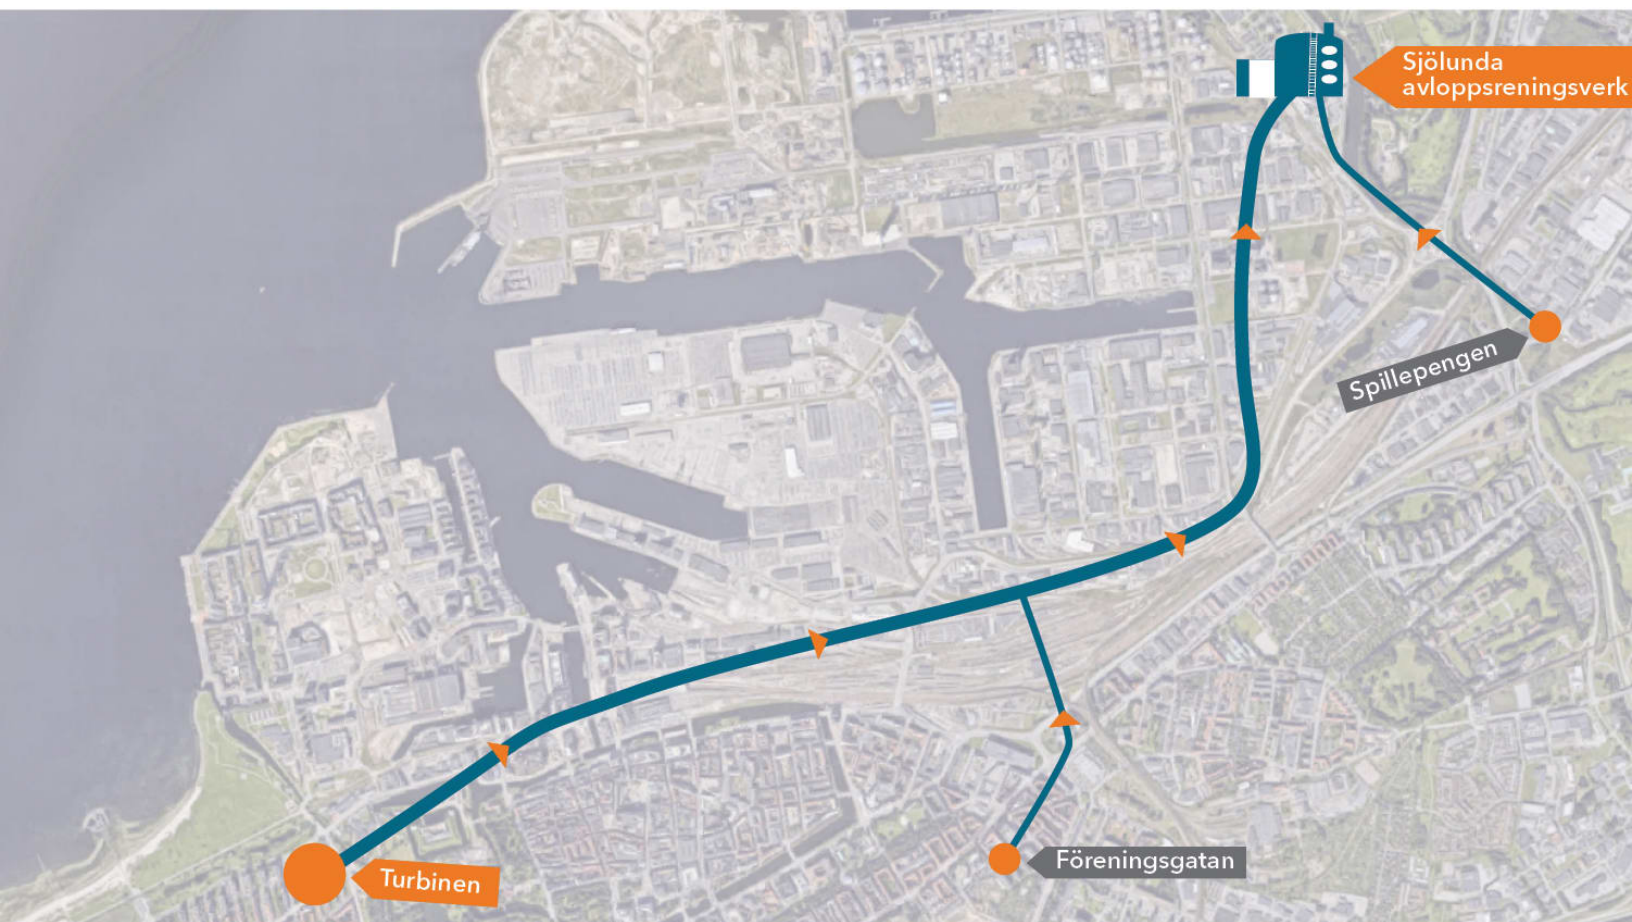 Sjölunda
avloppsreningsverk
Spillepengen
Föreningsgatan
Turbinen